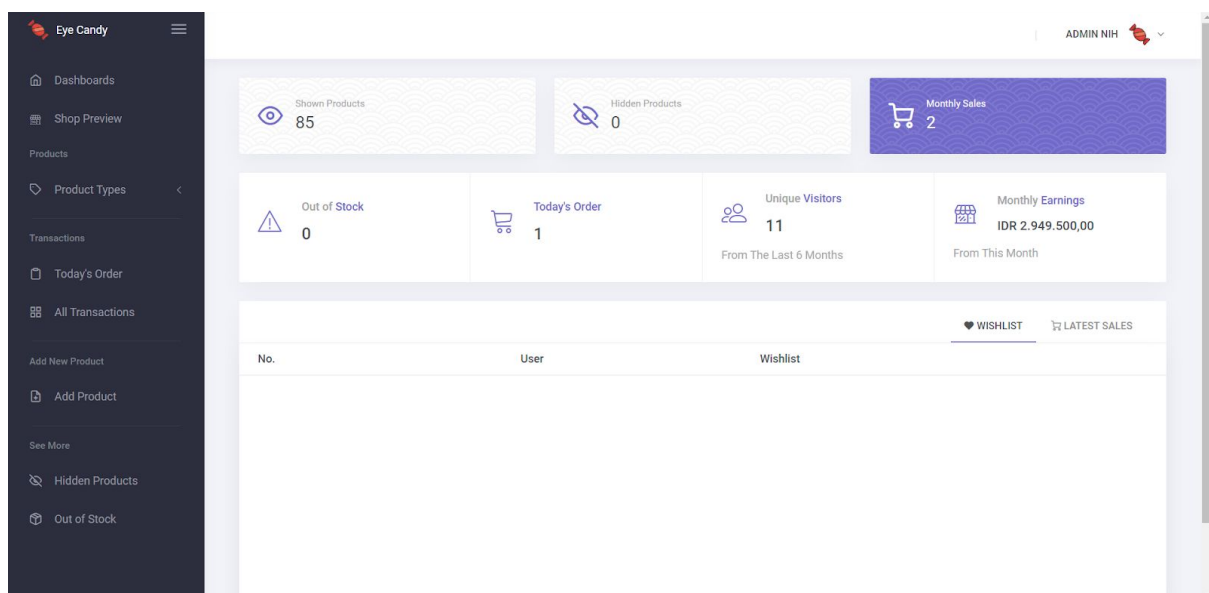 Eye Candy
ADMIN NIH
Dashboards
Shop Preview
Products
Product Types
Transactions
Today's Order
All Transactions
Add New Product
Add Product
See More
Hidden Products
Out of Stock
Shown Products
85
Hidden Products
0
Monthly Sales
2
Out of Stock
0
Today's Order
1
Unique Visitors
11
From The Last 6 Months
Monthly Earnings
IDR 2.949.500,00
From This Month
WISHLIST
LATEST SALES
No. User Wishlist